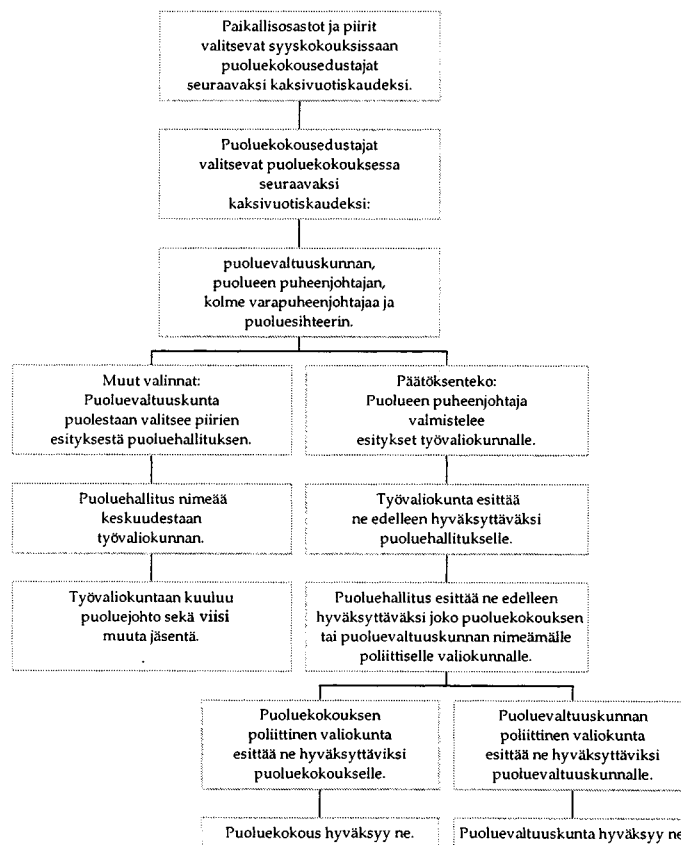 Paikallisosastot ja piirit
valitsevat syyskokouksissaan
puoluekokousedustajat
seuraavaksi kaksivuotiskaudeksi.
Puoluekokousedustajat
valitsevat puoluekokouksessa
seuraavaksi
kaksivuotiskaudeksi:
puoluevaltuuskunnan,
puolueen puheenjohtajan,
kolme varapuheenjohtajaa ja
puoluesihteerin.
Muut valinnat:
Puoluevaltuuskunta
puolestaan valitsee piirien
esityksestä puoluehallituksen.
Puoluehallitus nimeää
keskuudestaan
työvaliokunnan.
Työvaliokuntaan kuuluu
puoluejohto sekä viisi
muuta jäsentä.
Päätöksenteko:
Puolueen puheenjohtaja
valmistelee
esitykset työvaliokunnalle.
Työvaliokunta esittää
ne edelleen hyväksyttäväksi
puoluehallitukselle.
Puoluehallitus esittää ne edelleen
hyväksyttäväksi joko puoluekokouksen
tai puoluevaltuuskunnan nimeämälle
poliittiselle valiokunnalle.
Puoluekokouksen
poliittinen valiokunta
esittää ne hyväksyttäviksi
puoluekokoukselle.
Puoluekokous hyväksyy ne.
Puoluevaltuuskunnan
poliittinen valiokunta
esittää ne hyväksyttäviksi
puoluevaltuuskunnalle.
Puoluevaltuuskunta hyväksyy ne